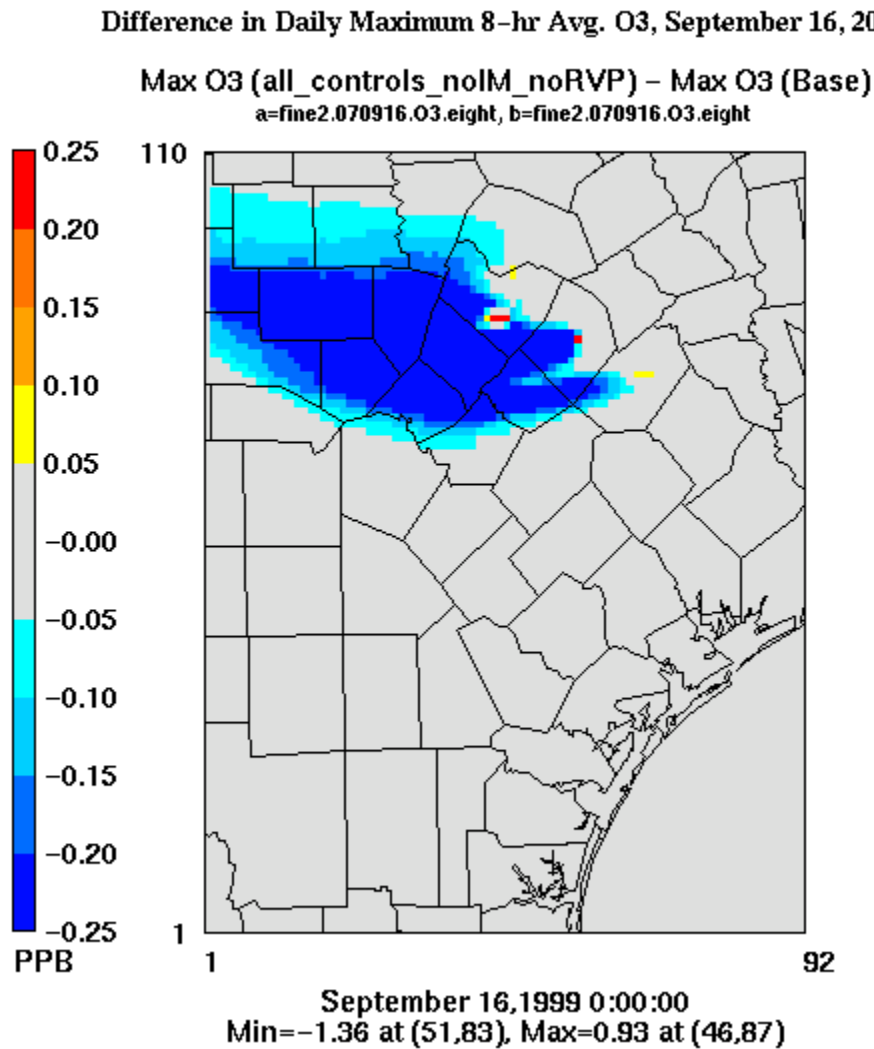 Difference in Daily Maximum 8-hr Avg. O3, September 16, 20
Max O3 (all_controls_noIM_noRVP) - Max O3 (Base)
a=fine2.070916.O3.eight, b=fine2.070916.O3.eight
0.25
0.20
0.15
0.10
0.05
-0.00
-0.05
-0.10
-0.15
-0.20
-0.25
PPB
110
1
1
92
September 16,1999 0:00:00
Min=-1.36 at (51,83), Max=0.93 at (46,87)